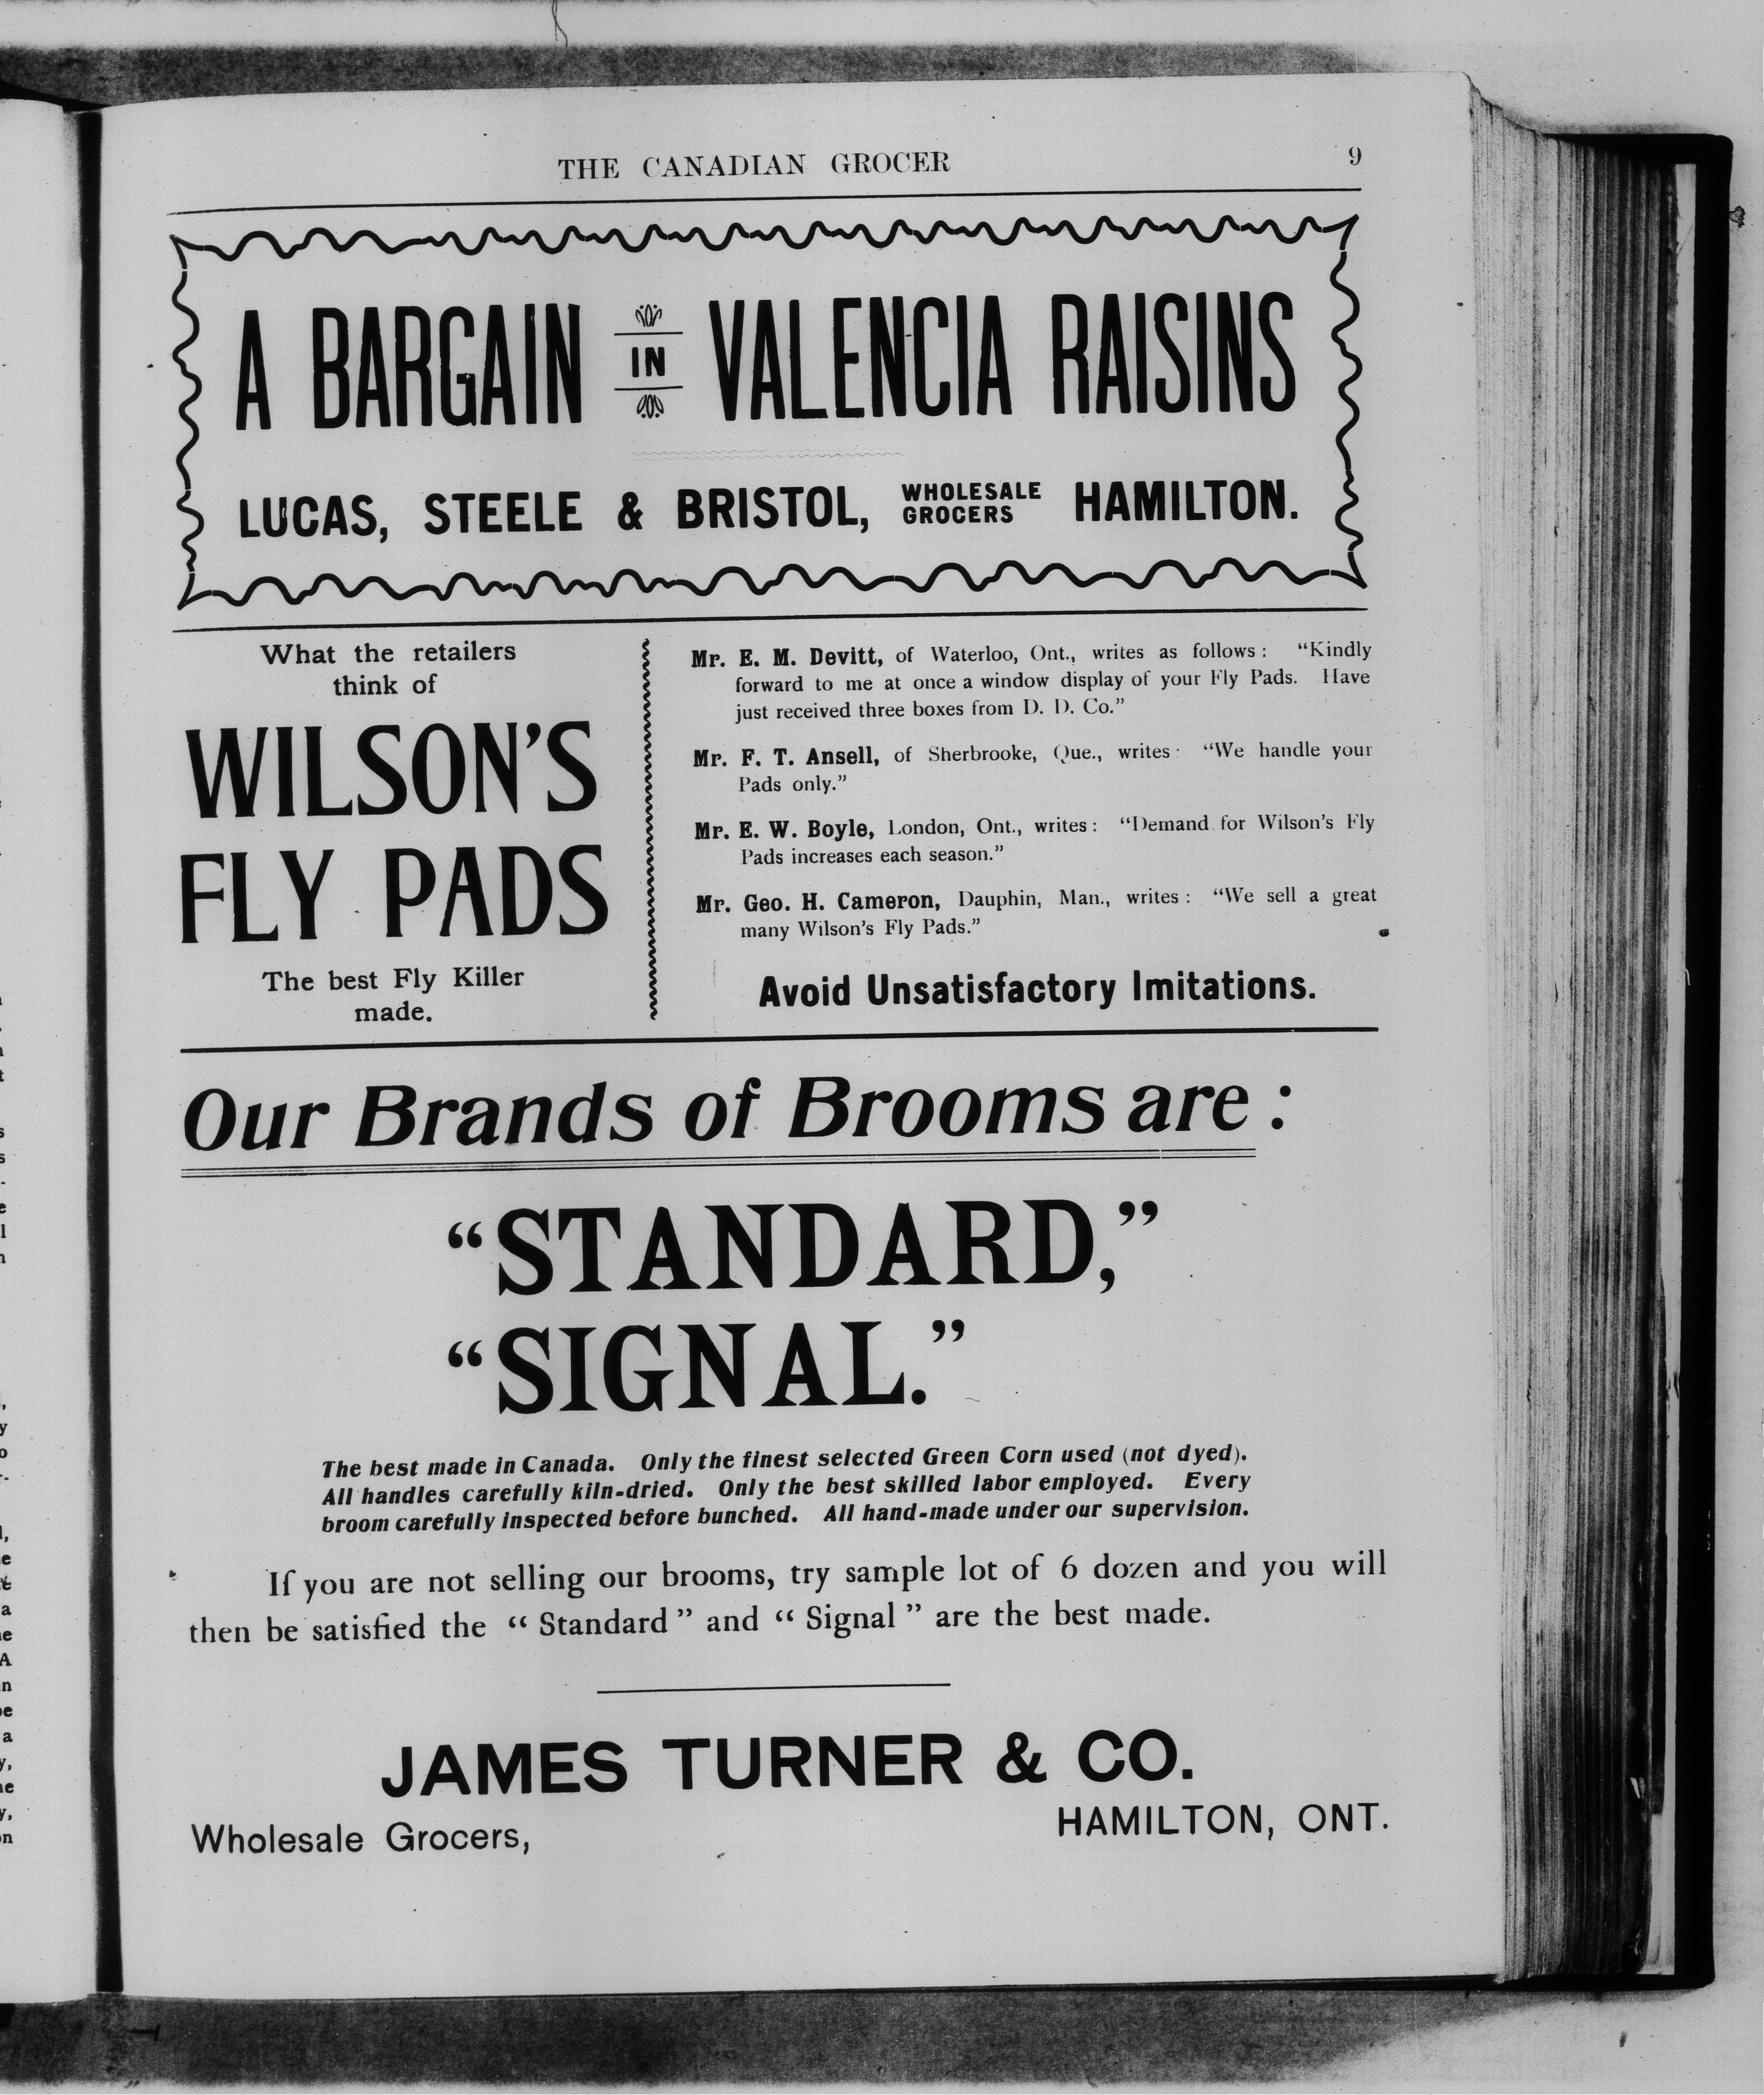 THE CANADIAN GROCER 9
A BARGAIN IN VALENCIA RAISINS
LUCAS, STEELE & BRISTOL, WHOLESALE GROCERS HAMILTON.
What the retailers
think of
WILSON'S
FLY PADS
The best Fly Killer
made.
Mr. E. M. Devitt, of Waterloo, Ont., writes as follows: "Kindly
forward to me at once a window display of your Fly Pads. Have
just received three boxes from D. D. Co."
Mr. F. T. Ansell, of Sherbrooke, Que., writes: "We handle your
Pads only."
Mr. E. W. Boyle, London, Ont., writes: "Demand for Wilson's Fly
Pads increases each season."
Mr. Geo. H. Cameron, Dauphin, Man., writes: "We sell a great
many Wilson's Fly Pads."
Avoid Unsatisfactory Imitations.
Our Brands of Brooms are:
"STANDARD,"
"SIGNAL."
The best made in Canada. Only the finest selected Green Corn used (not dyed).
All handles carefully kiln-dried. Only the best skilled labor employed. Every
broom carefully inspected before bunched. All hand-made under our supervision.
If you are not selling our brooms, try sample lot of 6 dozen and you will
then be satisfied the "Standard" and "Signal" are the best made.
JAMES TURNER & CO.
Wholesale Grocers, HAMILTON, ONT.